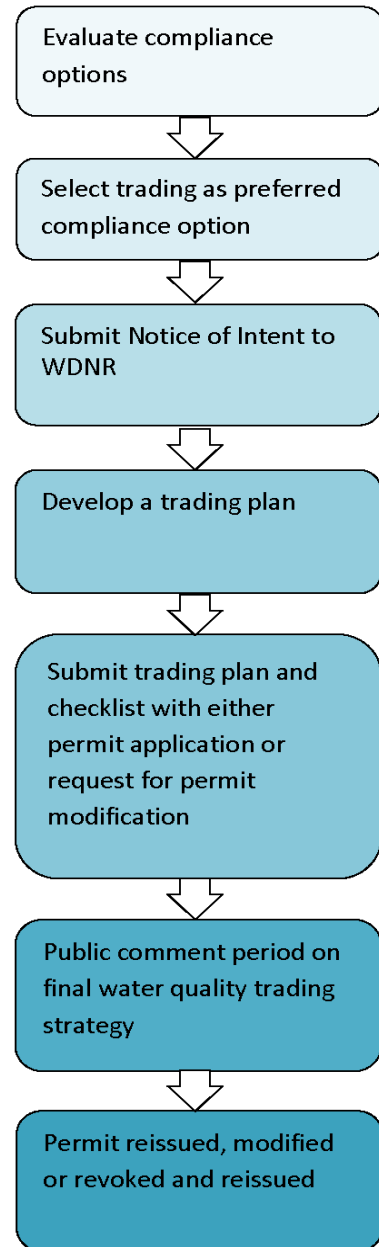 Evaluate compliance
options
Select trading as preferred
compliance option
Submit Notice of Intent to
WDNR
Develop a trading plan
Submit trading plan and
checklist with either
permit application or
request for permit
modification
Public comment period on
final water quality trading
strategy
Permit reissued, modified
or revoked and reissued